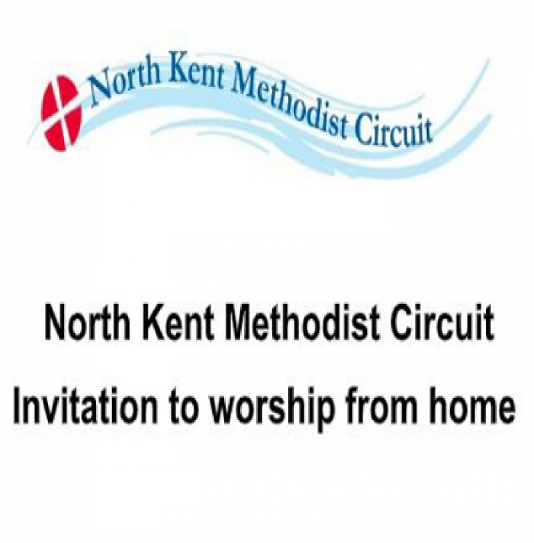 North Kent Methodist Circuit
North Kent Methodist Circuit
Invitation to worship from home